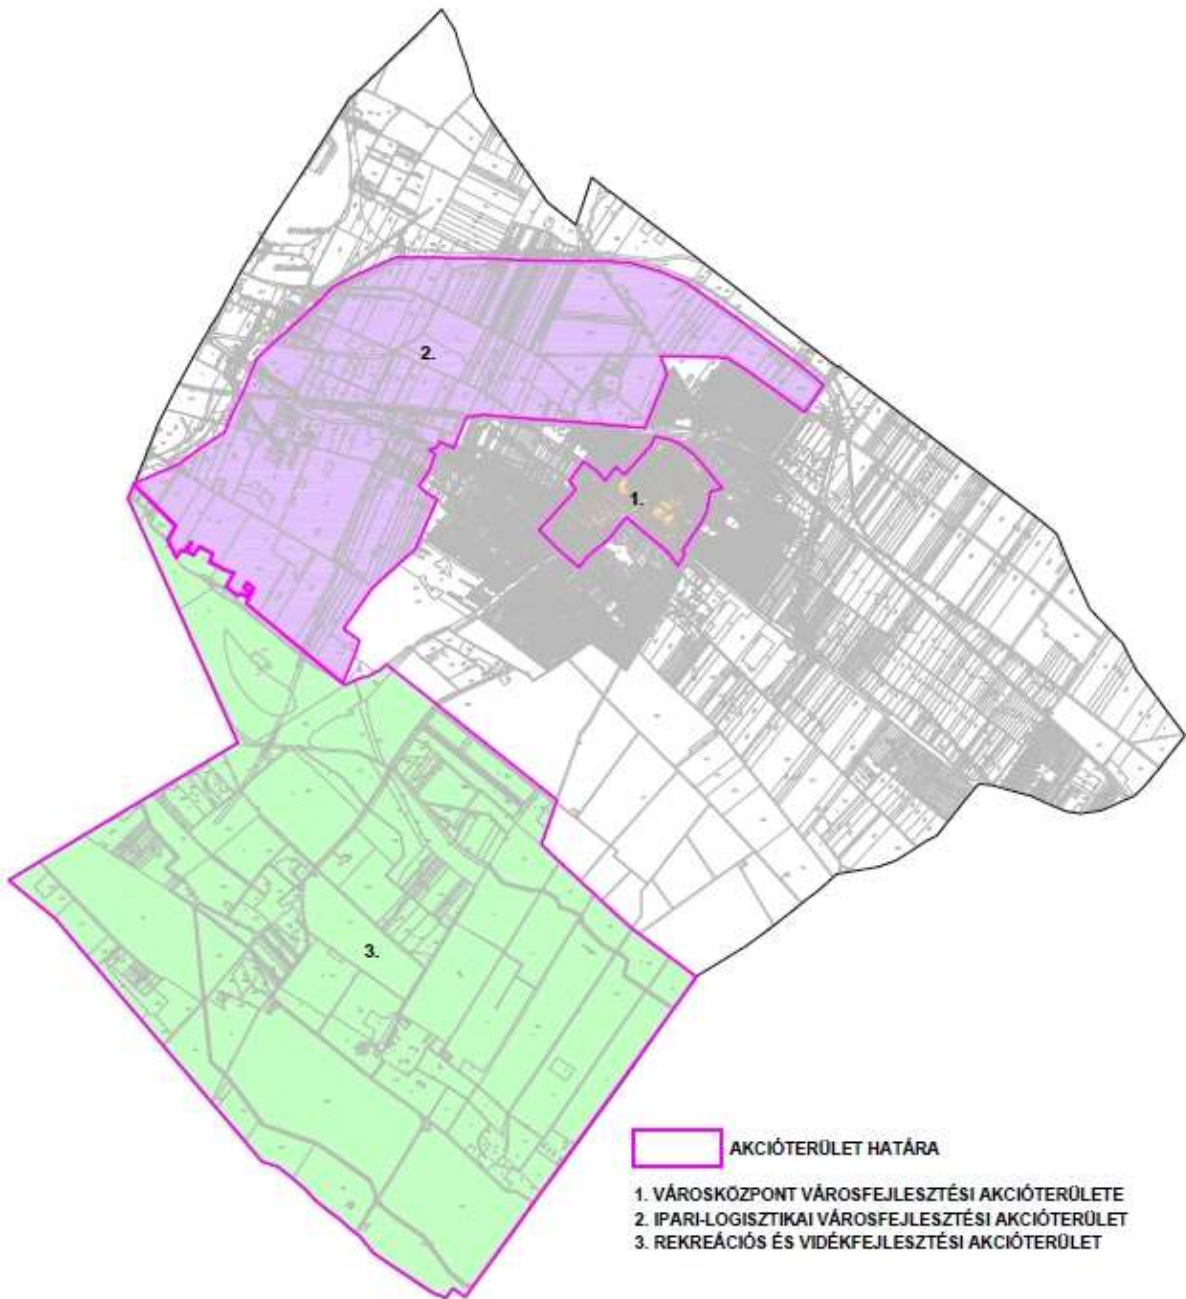 2.
1.
3.
AKCIÓTERÜLET HATÁRA
1. VÁROSKÖZPONT VÁROSFEJLESZTÉSI AKCIÓTERÜLETE
2. IPARI-LOGISZTIKAI VÁROSFEJLESZTÉSI AKCIÓTERÜLET
3. REKREÁCIÓS ÉS VIDÉKFEJLESZTÉSI AKCIÓTERÜLET